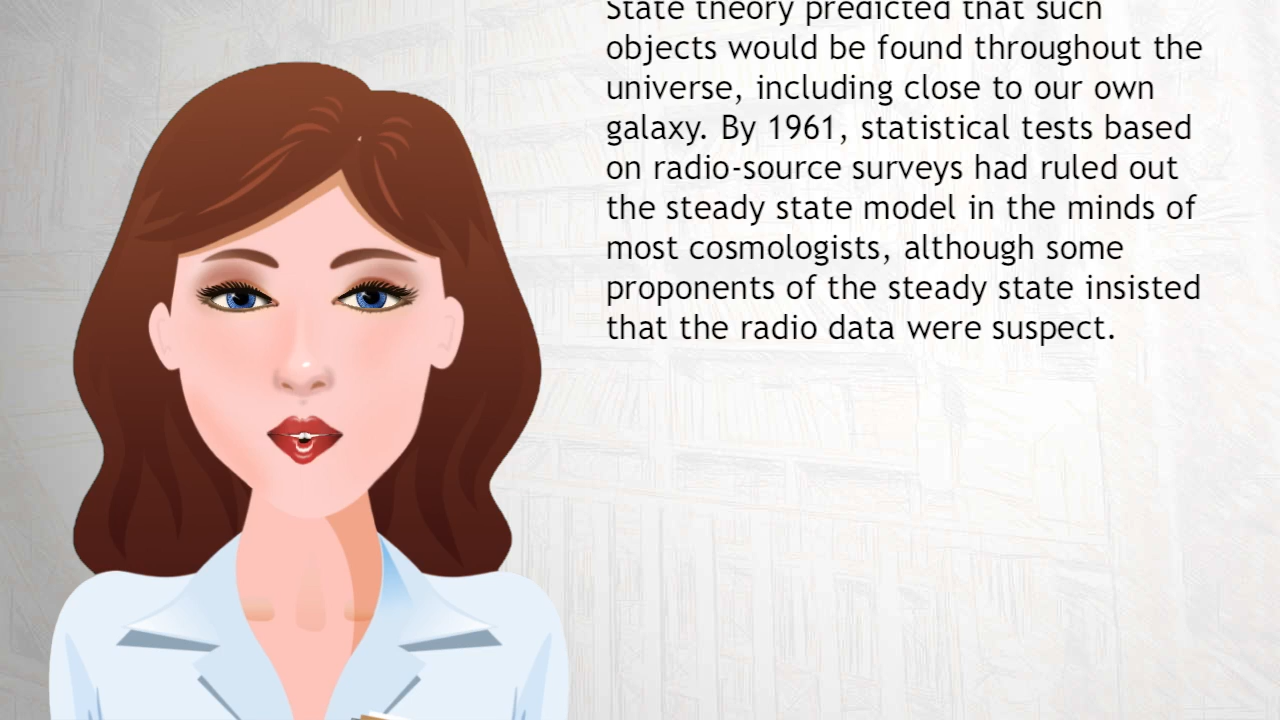 State theory predicted that such
objects would be found throughout the
universe, including close to our own
galaxy. By 1961, statistical tests based
on radio-source surveys had ruled out
the steady state model in the minds of
most cosmologists, although some
proponents of the steady state insisted
that the radio data were suspect.